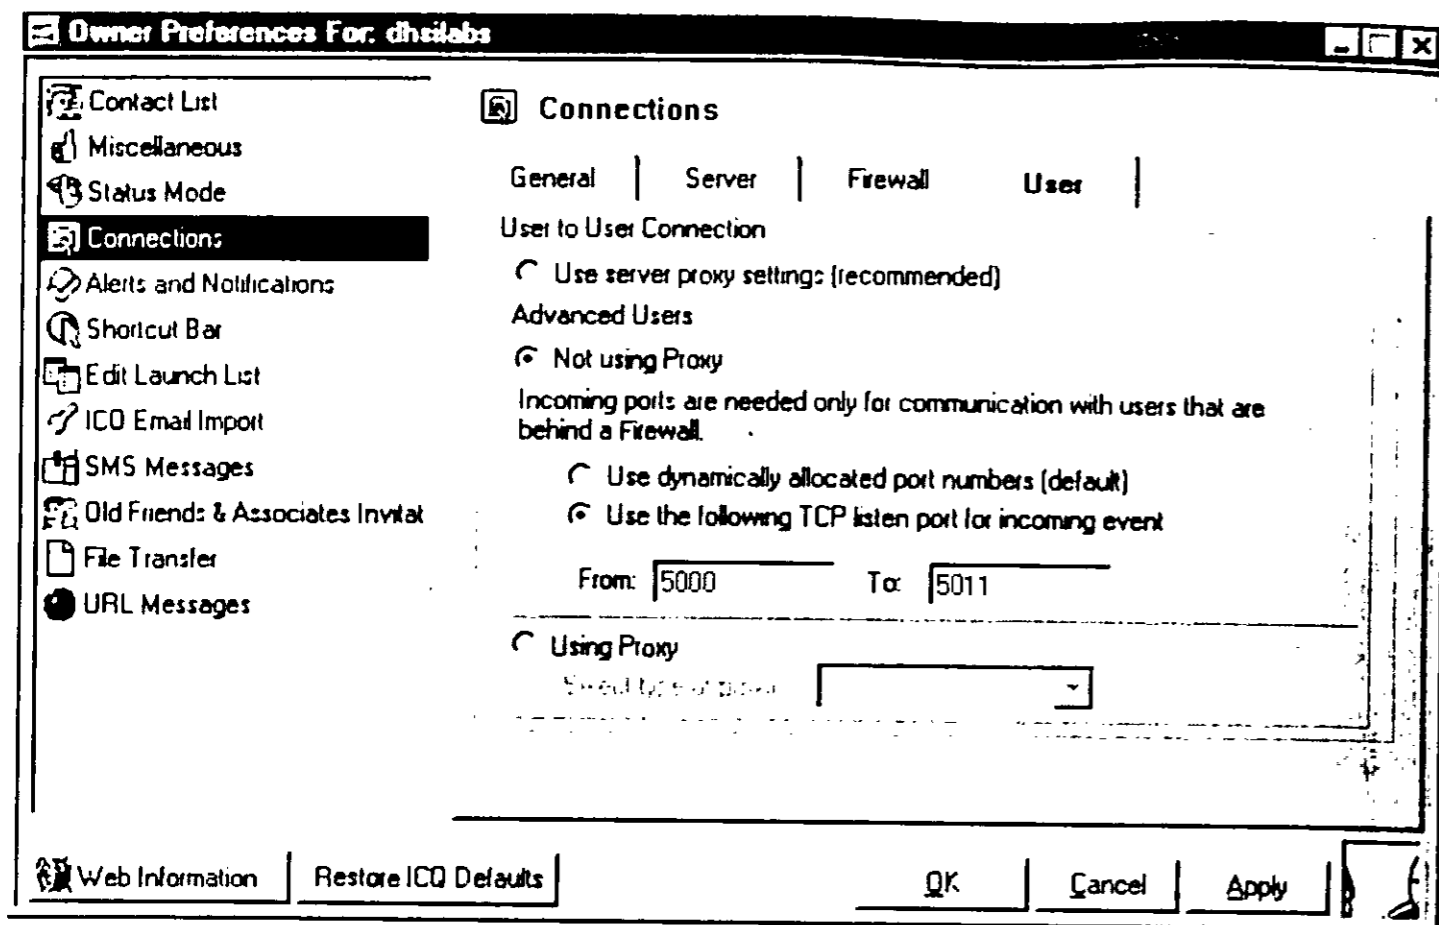 Owner Preferences For: dhsilabs
Contact List
Miscellaneous
Status Mode
Connections
Alerts and Notifications
Shortcut Bar
Edit Launch List
ICQ Email Import
SMS Messages
Old Friends & Associates Invitat
File Transfer
URL Messages
Connections
General Server Firewall User
User to User Connection
Use server proxy settings (recommended)
Advanced Users
Not using Proxy
Incoming ports are needed only for communication with users that are
behind a Firewall.
Use dynamically allocated port numbers (default)
Use the following TCP listen port for incoming event
From: 5000 To: 5011
Using Proxy
Select type of proxy
Web Information Restore ICQ Defaults OK Cancel Apply